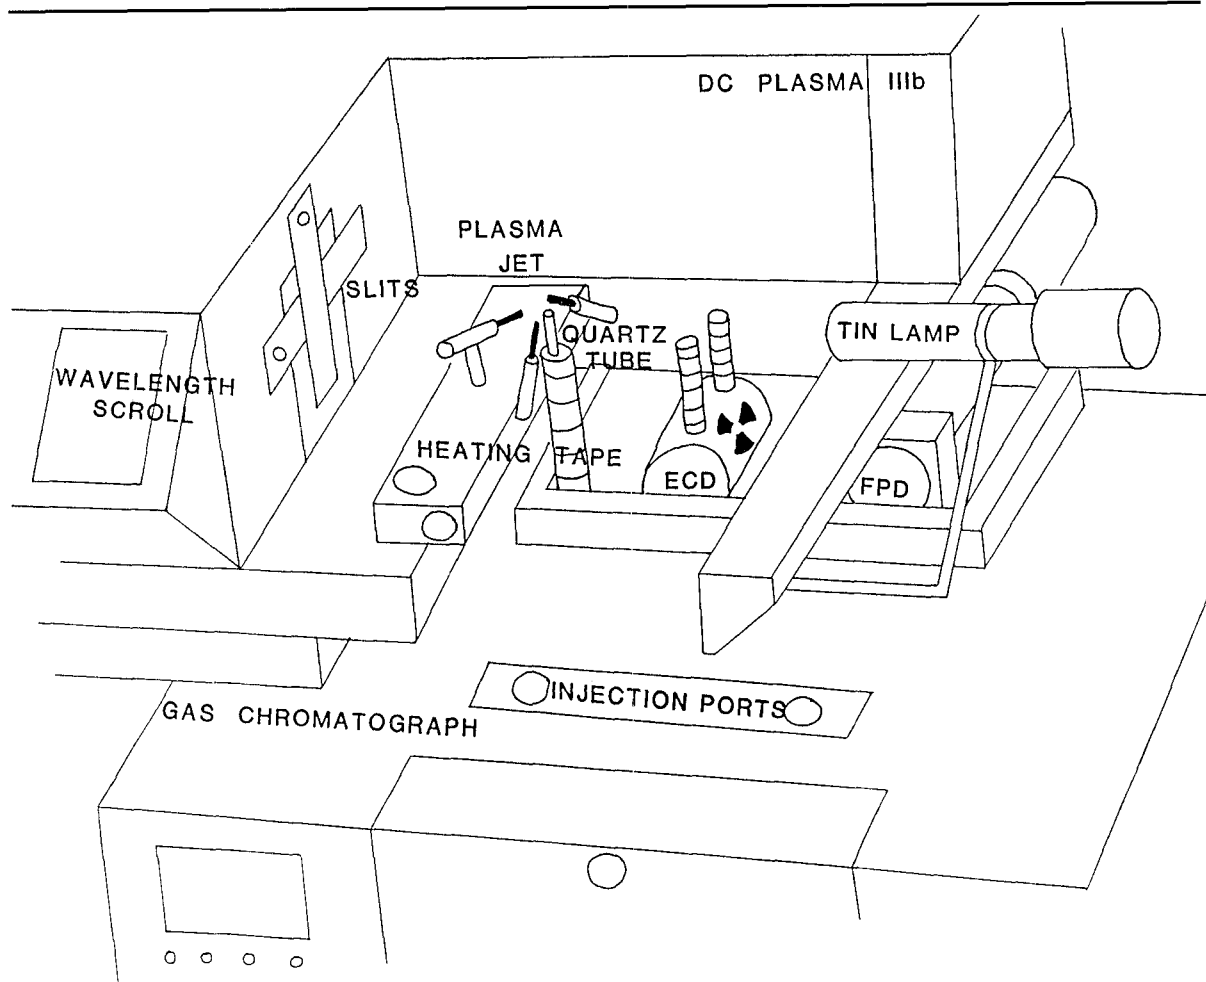 DC PLASMA IIIb
PLASMA
JET
SLITS
QUARTZ
TUBE
TIN LAMP
WAVELENGTH
SCROLL
HEATING TAPE
ECD
FPD
INJECTION PORTS
GAS CHROMATOGRAPH